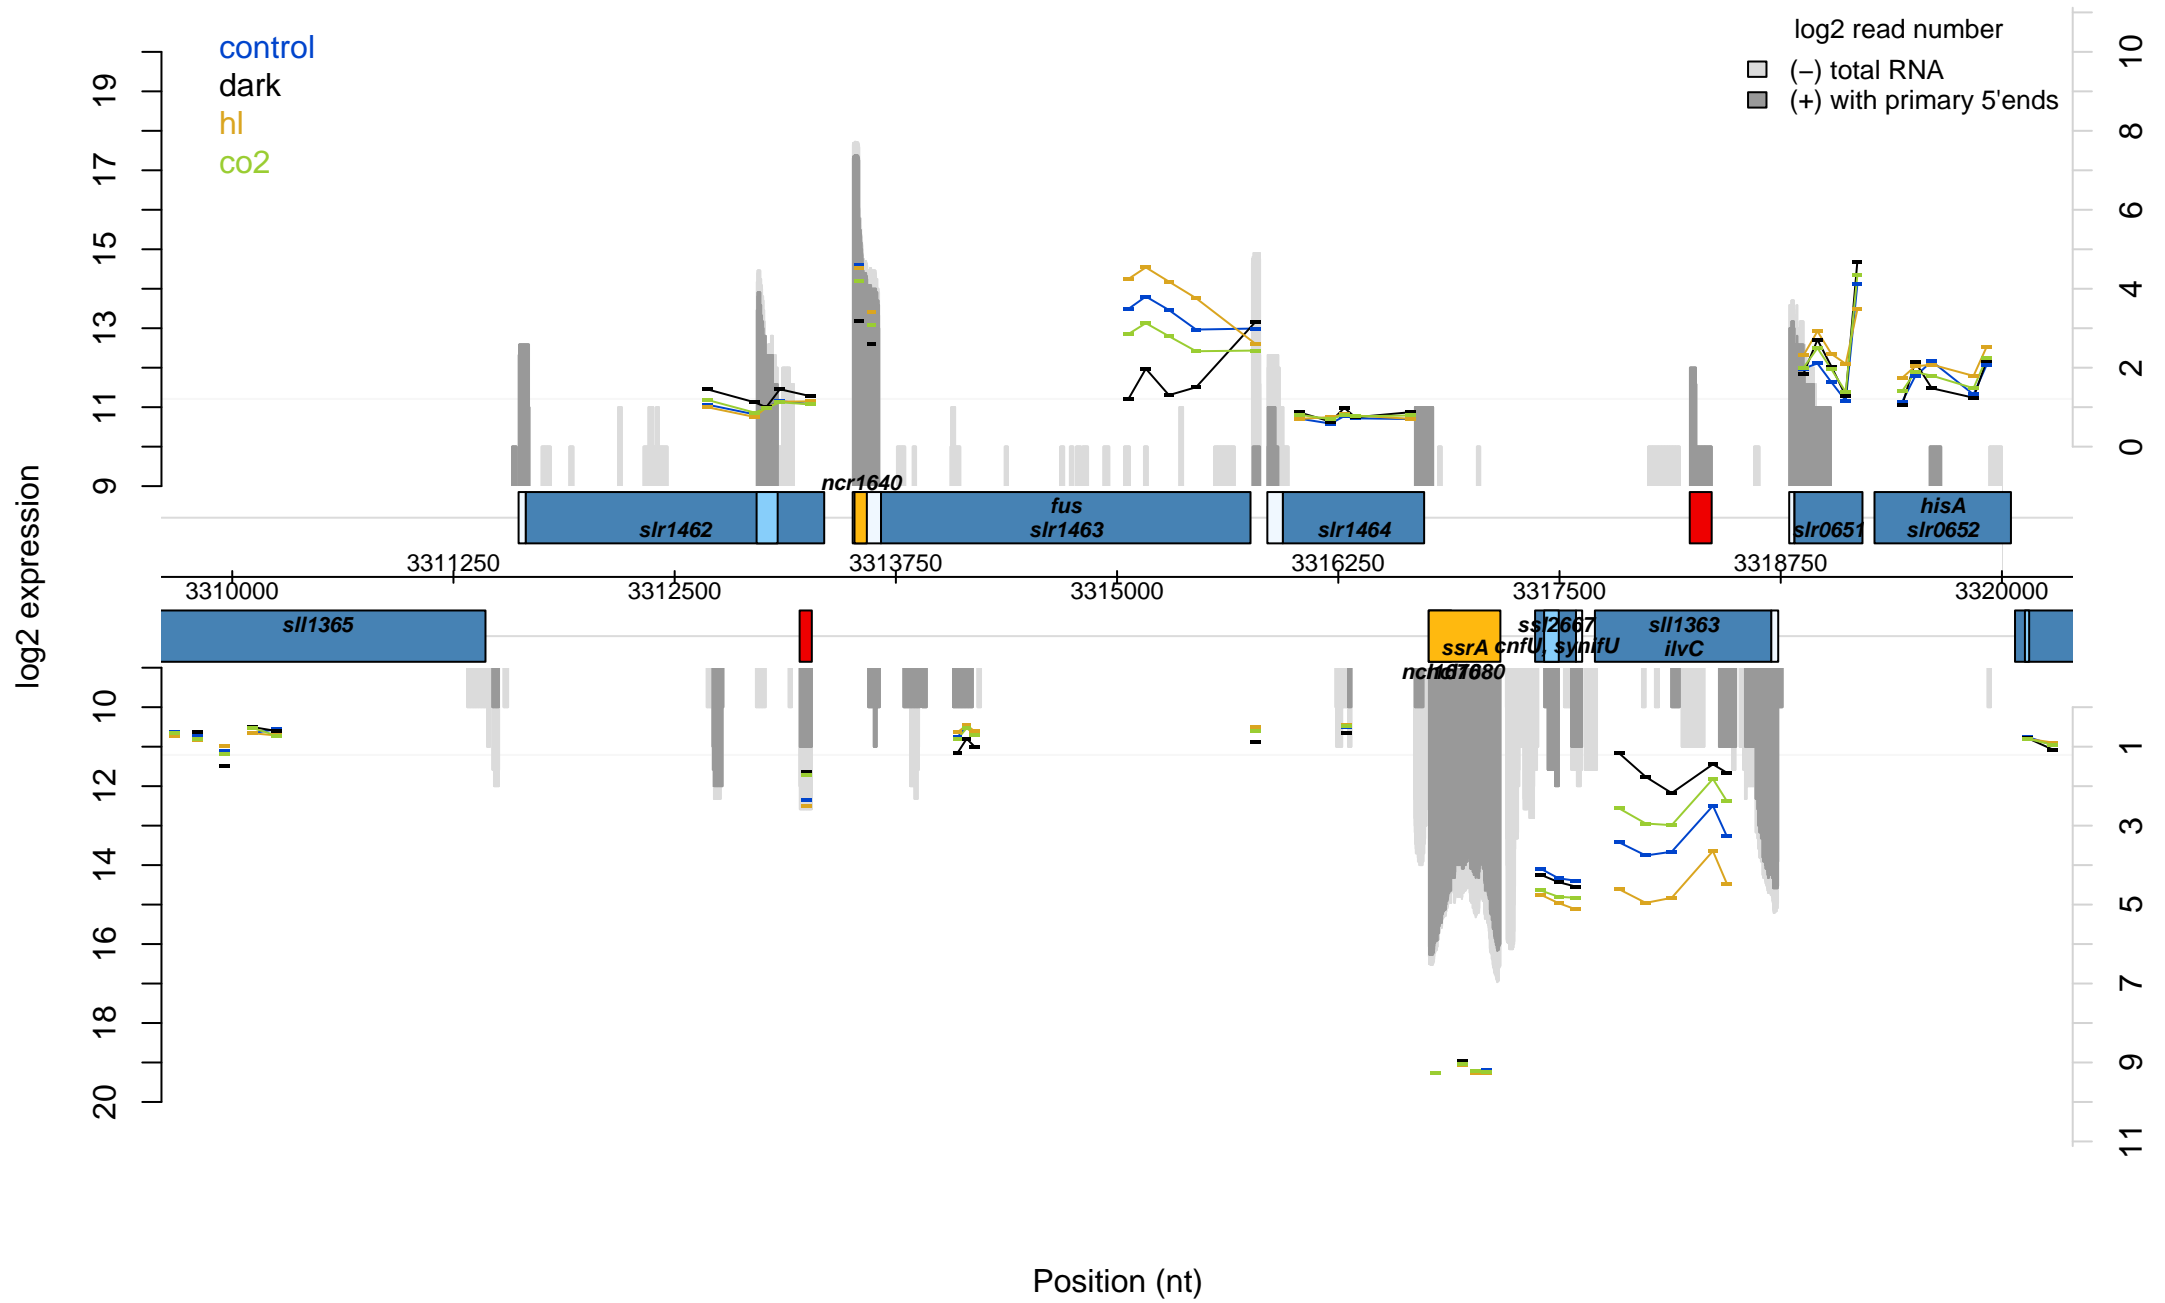 control
dark
hl
co2
log2 read number
(−) total RNA
(+) with primary 5'ends
19
17
15
13
11
9
10
8
6
4
2
0
log2 expression
ncr1640
slr1462
fus
slr1463
slr1464
slr0651
hisA
slr0652
3311250
3313750
3316250
3318750
3310000
3312500
3315000
3317500
3320000
sll1365
ssrA
ssl2667
cnfU, synifU
sll1363
ilvC
10
12
14
16
18
20
1
3
5
7
9
11
Position (nt)